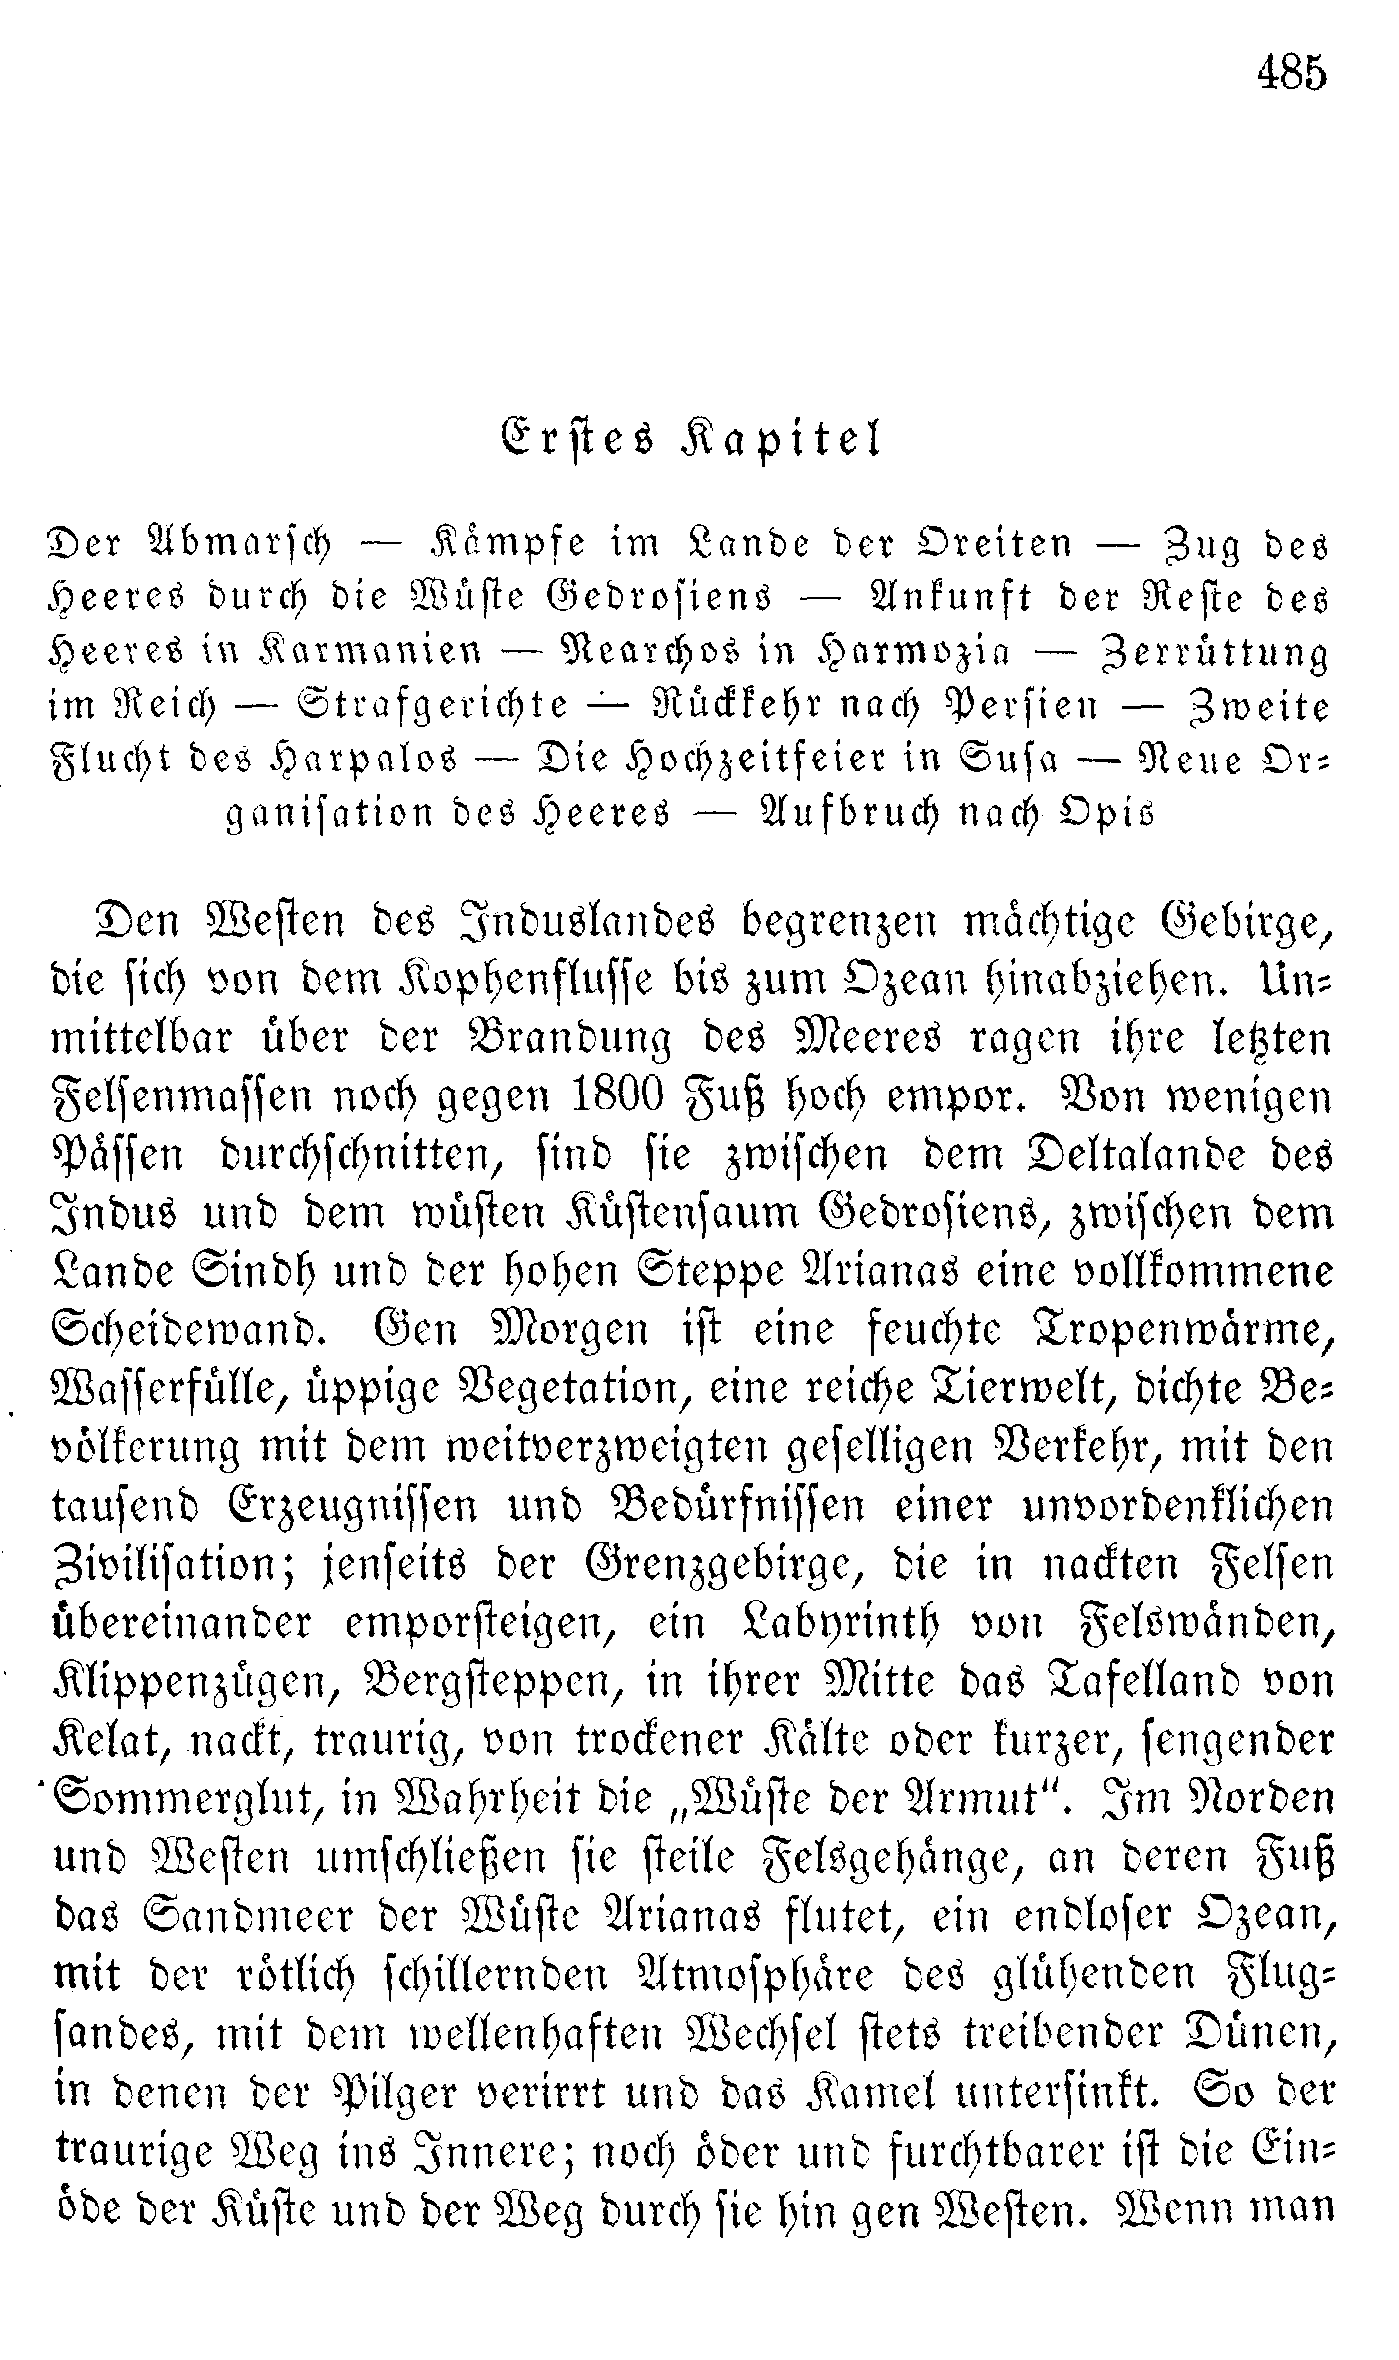 485
Erstes Kapitel
Der Abmarsch — Kämpfe im Lande der Oreiten — Zug des
Heeres durch die Wüste Gedrosiens — Ankunft der Reste des
Heeres in Karmanien — Nearchos in Harmozia — Zerrüttung
im Reich — Strafgerichte — Rückkehr nach Persien — Zweite
Flucht des Harpalos — Die Hochzeitfeier in Susa — Neue Or-
ganisation des Heeres — Aufbruch nach Opis
Den Westen des Induslandes begrenzen mächtige Gebirge,
die sich von dem Kophenflusse bis zum Ozean hinabziehen. Un-
mittelbar über der Brandung des Meeres ragen ihre letzten
Felsenmassen noch gegen 1800 Fuß hoch empor. Von wenigen
Pässen durchschnitten, sind sie zwischen dem Deltalande des
Indus und dem wüsten Küstensaum Gedrosiens, zwischen dem
Lande Sindh und der hohen Steppe Arianas eine vollkommene
Scheidewand. Gen Morgen ist eine feuchte Tropenwärme,
Wasserfülle, üppige Vegetation, eine reiche Tierwelt, dichte Be-
völkerung mit dem weitverzweigten geselligen Verkehr, mit den
tausend Erzeugnissen und Bedürfnissen einer unvordenklichen
Zivilisation; jenseits der Grenzgebirge, die in nackten Felsen
übereinander emporsteigen, ein Labyrinth von Felswänden,
Klippenzügen, Bergsteppen, in ihrer Mitte das Tafelland von
Kelat, nackt, traurig, von trockener Kälte oder kurzer, sengender
Sommerglut, in Wahrheit die „Wüste der Armut“. Im Norden
und Westen umschließen sie steile Felsgehänge, an deren Fuß
das Sandmeer der Wüste Arianas flutet, ein endloser Ozean,
mit der rötlich schillernden Atmosphäre des glühenden Flug-
sandes, mit dem wellenhaften Wechsel stets treibender Dünen,
in denen der Pilger verirrt und das Kamel untersinkt. So der
traurige Weg ins Innere; noch öder und furchtbarer ist die Ein-
öde der Küste und der Weg durch sie hin gen Westen. Wenn man